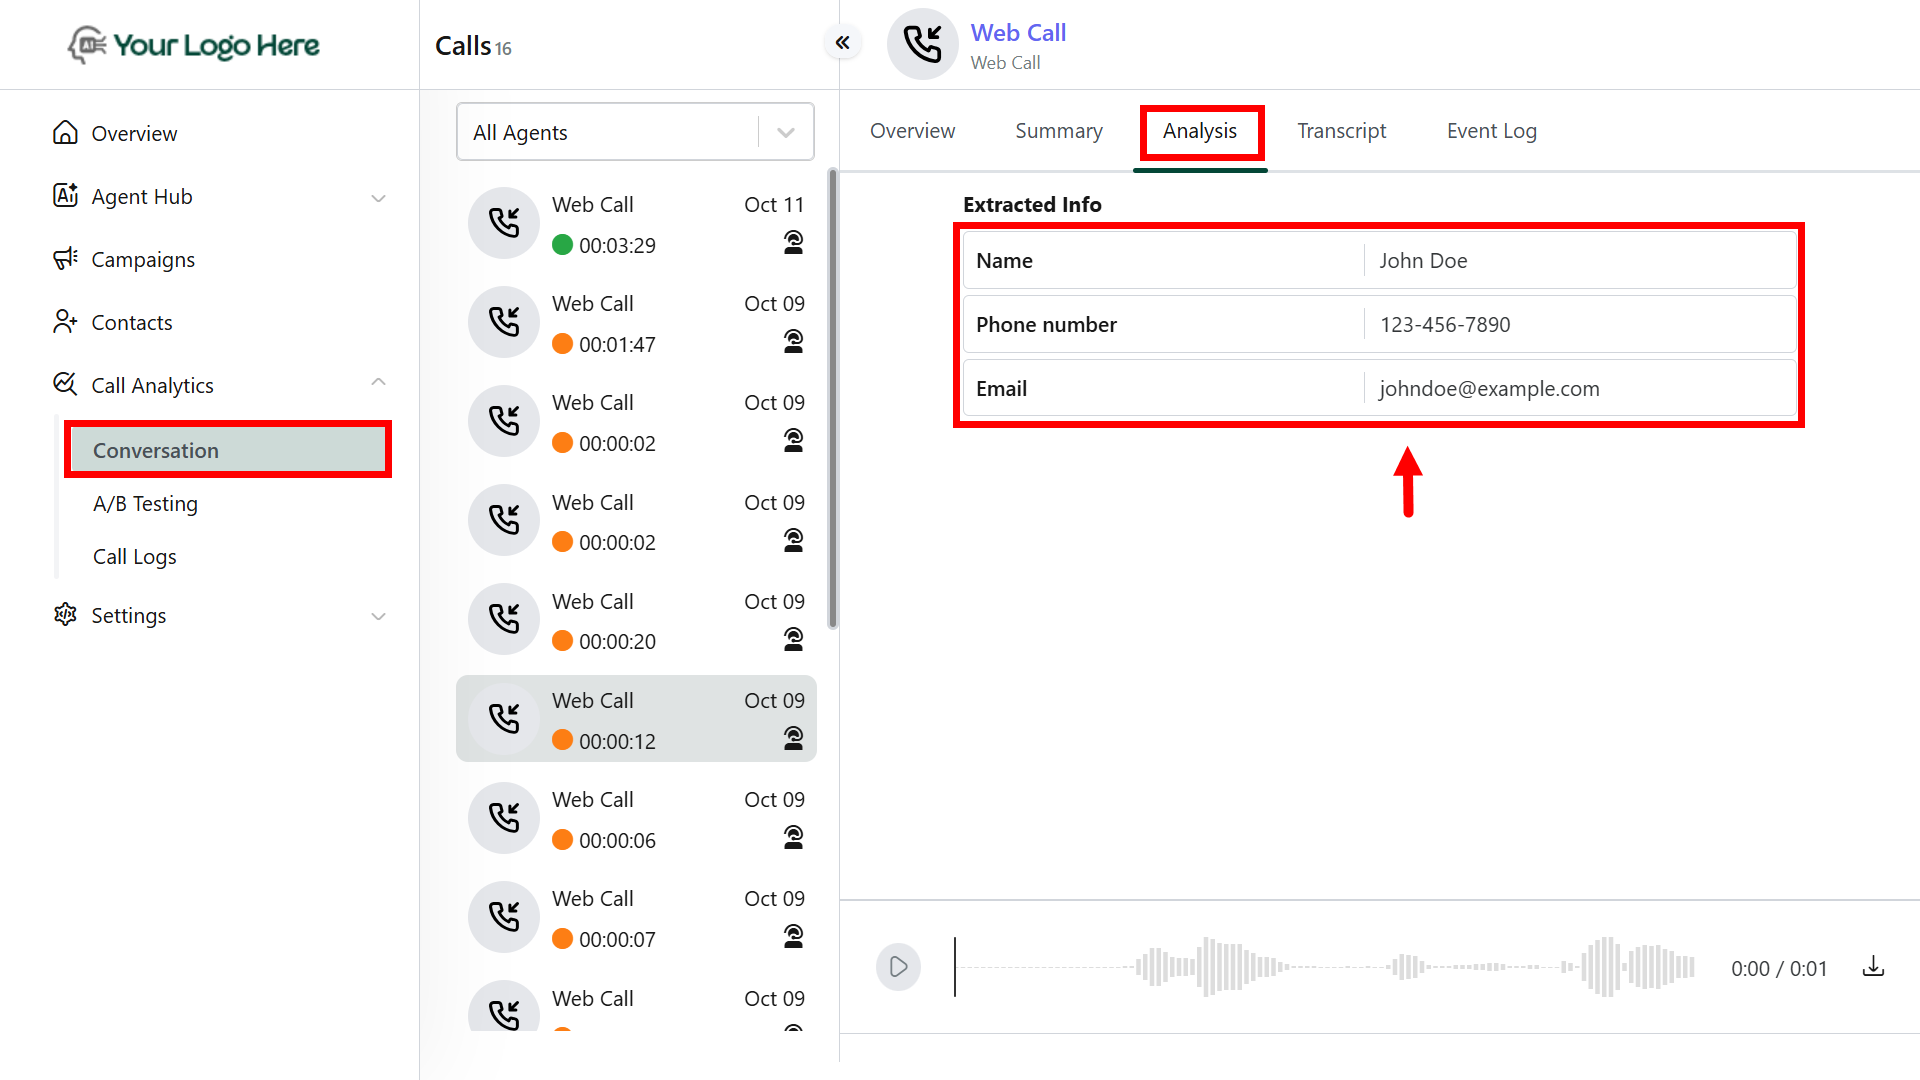 Your Logo Here
Overview
Agent Hub
Campaigns
Contacts
Call Analytics
Conversation
A/B Testing
Call Logs
Settings
Calls 16
All Agents
Web Call Oct 11
00:03:29
Web Call Oct 09
00:01:47
Web Call Oct 09
00:00:02
Web Call Oct 09
00:00:02
Web Call Oct 09
00:00:20
Web Call Oct 09
00:00:12
Web Call Oct 09
00:00:06
Web Call Oct 09
00:00:07
Web Call Oct 09
Web Call
Web Call
Overview Summary Analysis Transcript Event Log
Extracted Info
Name John Doe
Phone number 123-456-7890
Email johndoe@example.com
0:00 / 0:01